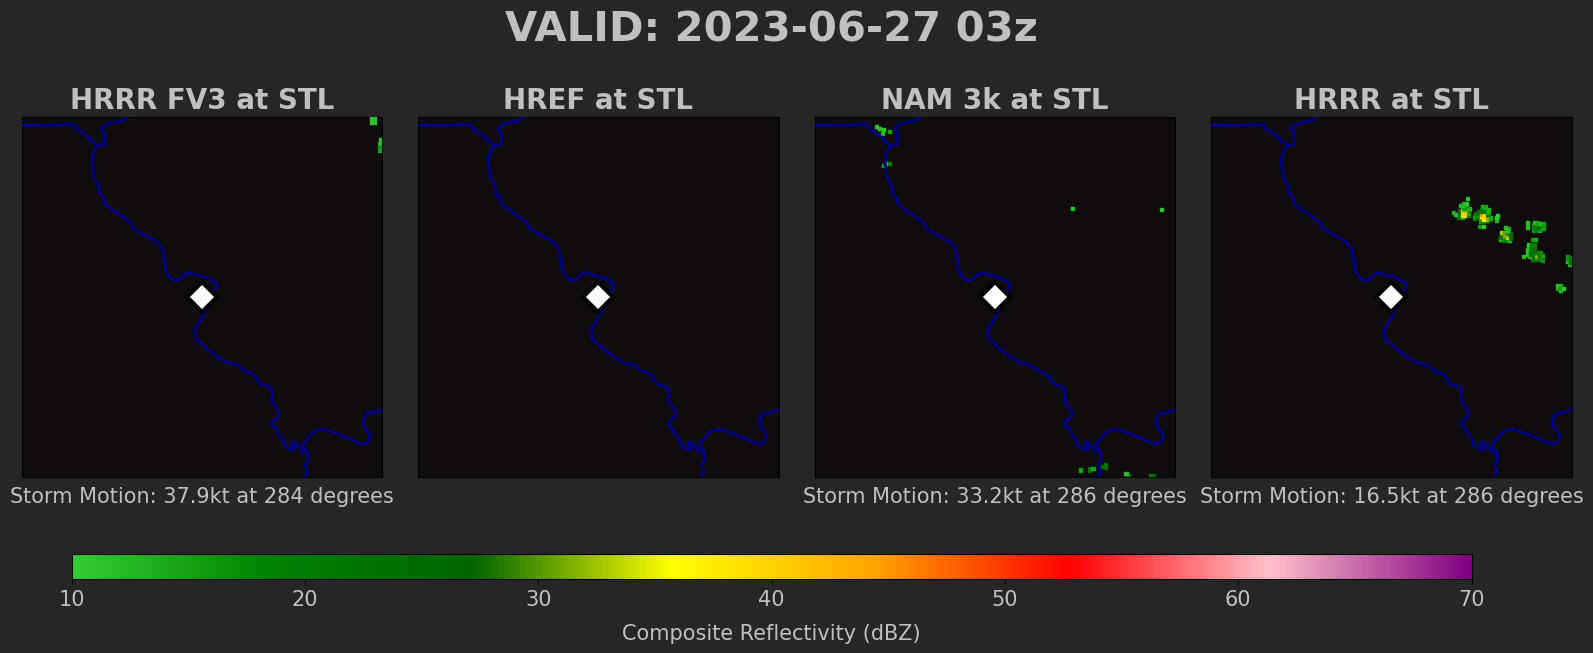 VALID: 2023-06-27 03z
HRRR FV3 at STL
HREF at STL
NAM 3k at STL
HRRR at STL
Storm Motion: 37.9kt at 284 degrees
Storm Motion: 33.2kt at 286 degrees
Storm Motion: 16.5kt at 286 degrees
10 20 30 40 50 60 70
Composite Reflectivity (dBZ)